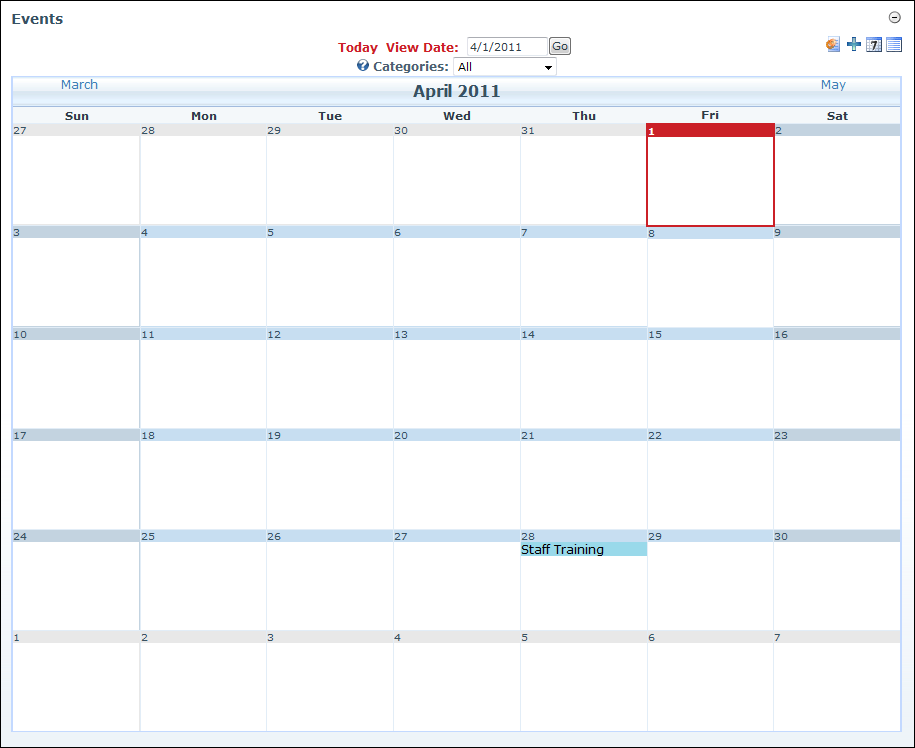 Events
Today View Date: 4/1/2011 Go
Categories: All
March April 2011 May
Sun Mon Tue Wed Thu Fri Sat
27 28 29 30 31 1 2
3 4 5 6 7 8 9
10 11 12 13 14 15 16
17 18 19 20 21 22 23
24 25 26 27 28 29 30
Staff Training
1 2 3 4 5 6 7